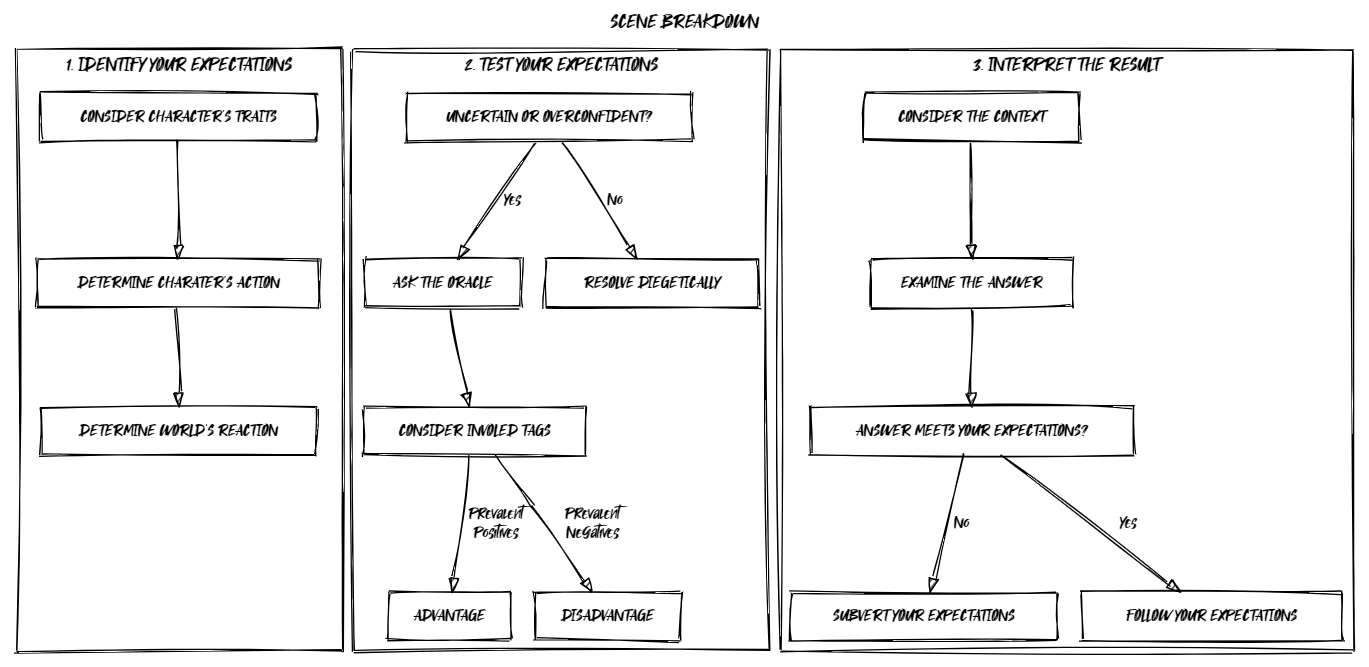 SCENE BREAKDOWN
1. IDENTIFY YOUR EXPECTATIONS
CONSIDER CHARACTER'S TRAITS
DETERMINE CHARATER'S ACTION
DETERMINE WORLD'S REACTION
2. TEST YOUR EXPECTATIONS
UNCERTAIN OR OVERCONFIDENT?
Yes
No
ASK THE ORACLE
RESOLVE DIEGETICALLY
CONSIDER INVOLED TAGS
Prevalent
Positives
Prevalent
Negatives
ADVANTAGE
DISADVANTAGE
3. INTERPRET THE RESULT
CONSIDER THE CONTEXT
EXAMINE THE ANSWER
ANSWER MEETS YOUR EXPECTATIONS?
No
Yes
SUBVERT YOUR EXPECTATIONS
FOLLOW YOUR EXPECTATIONS